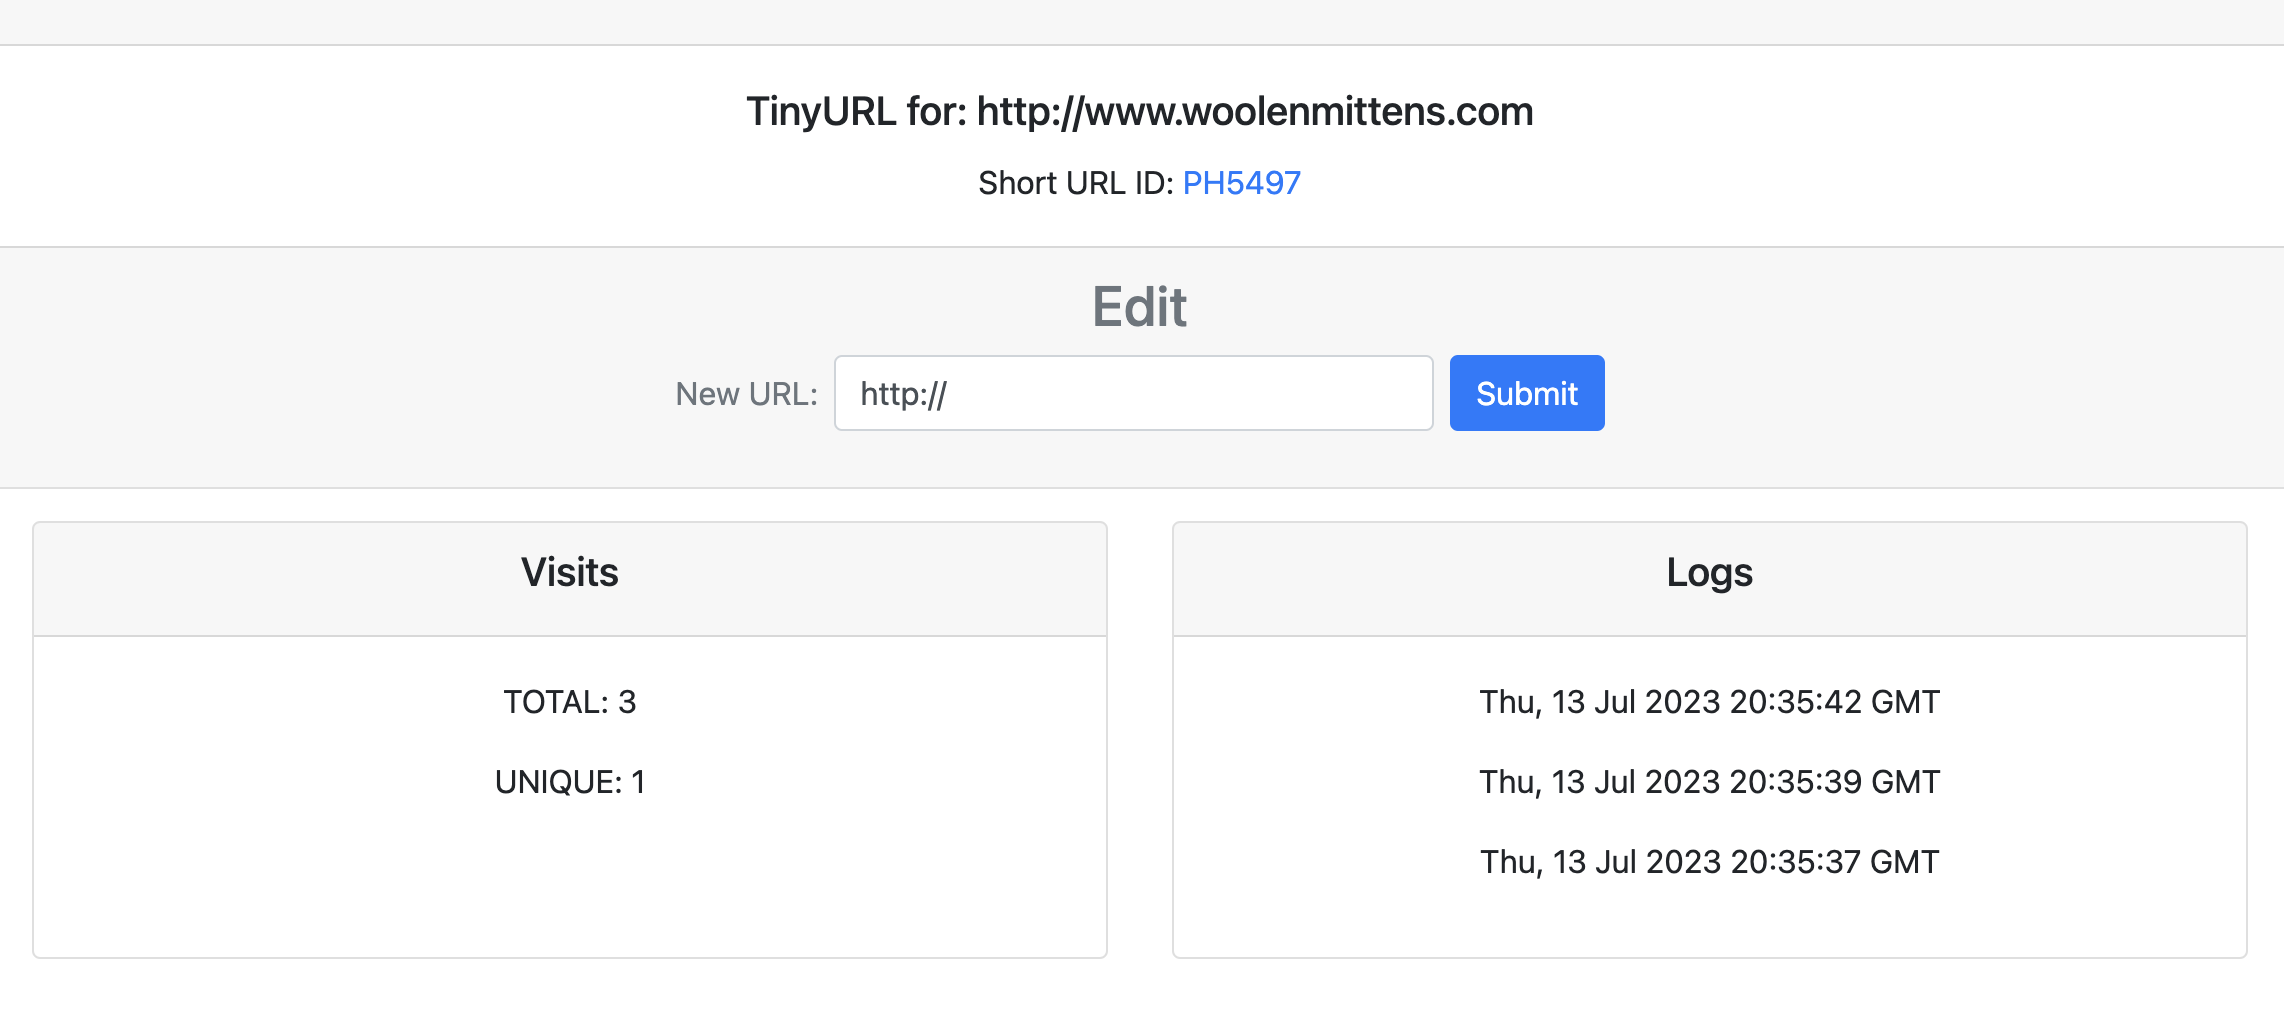 TinyURL for: http://www.woolenmittens.com
Short URL ID: PH5497
Edit
New URL: http:// Submit
Visits
TOTAL: 3
UNIQUE: 1
Logs
Thu, 13 Jul 2023 20:35:42 GMT
Thu, 13 Jul 2023 20:35:39 GMT
Thu, 13 Jul 2023 20:35:37 GMT